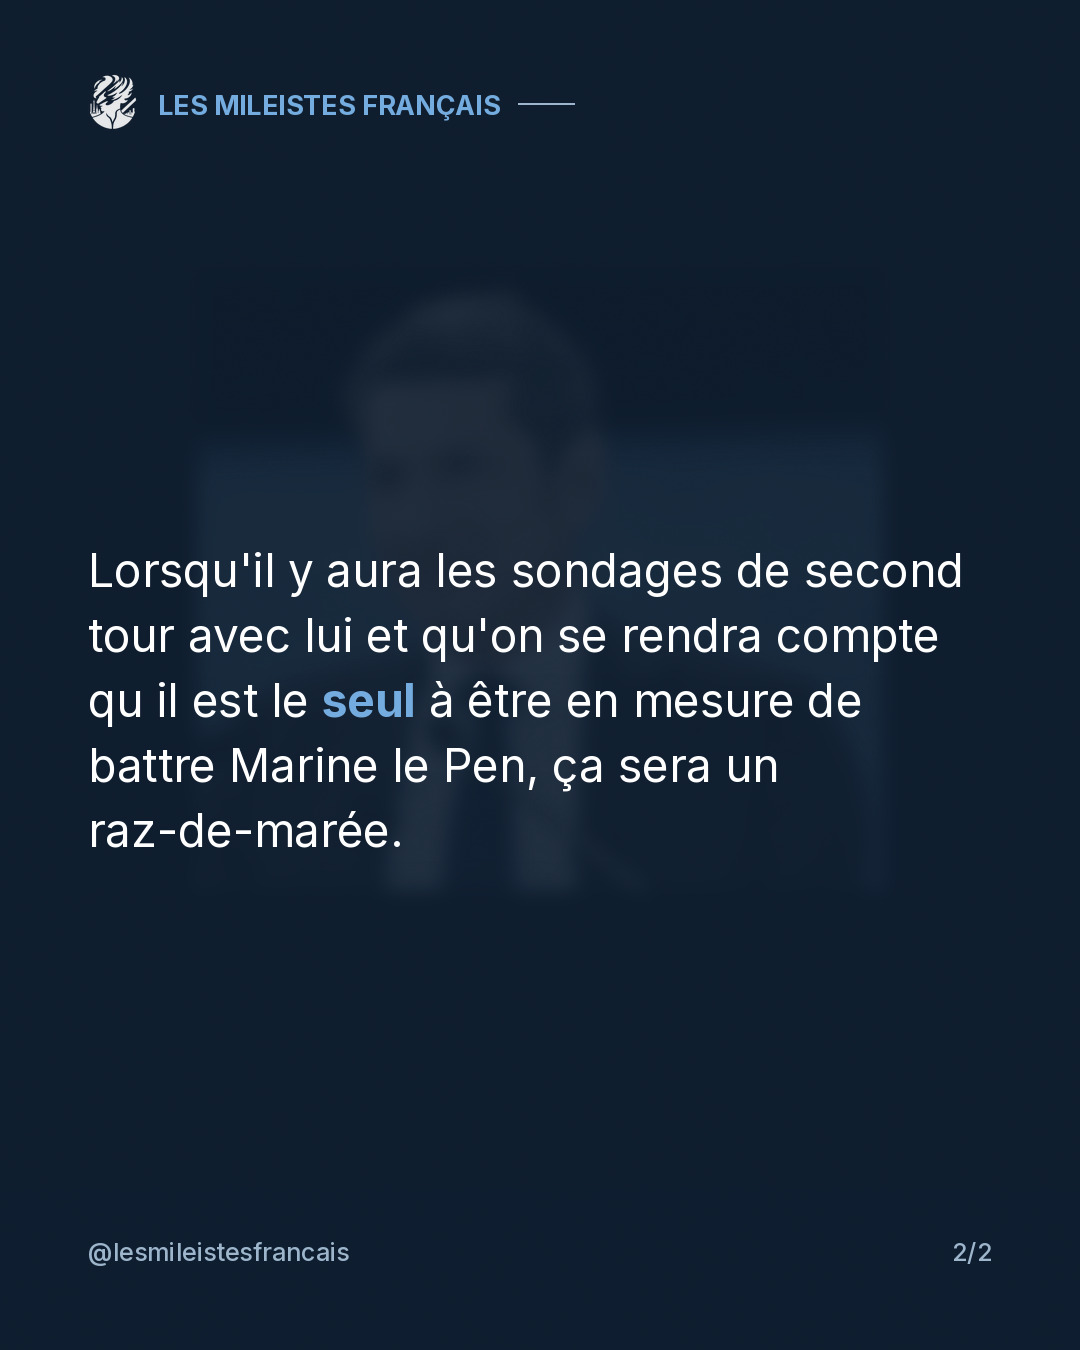 LES MILEISTES FRANÇAIS
Lorsqu'il y aura les sondages de second
tour avec lui et qu'on se rendra compte
qu il est le seul à être en mesure de
battre Marine le Pen, ça sera un
raz-de-marée.
@lesmileistesfrancais
2/2